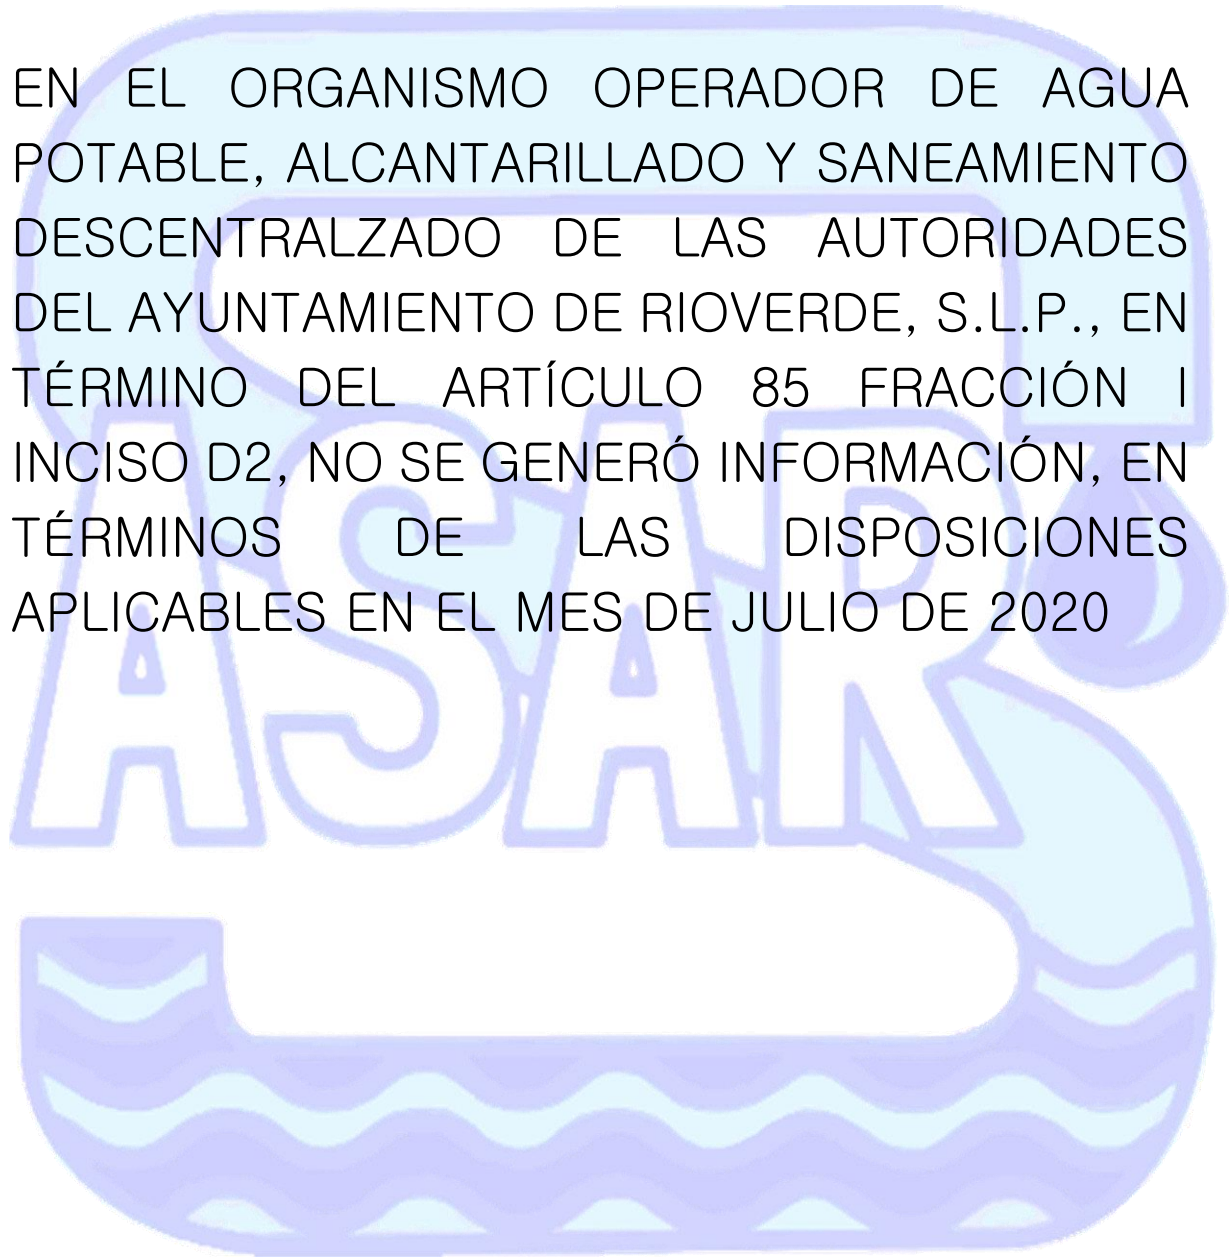 EN EL ORGANISMO OPERADOR DE AGUA
POTABLE, ALCANTARILLADO Y SANEAMIENTO
DESCENTRALZADO DE LAS AUTORIDADES
DEL AYUNTAMIENTO DE RIOVERDE, S.L.P., EN
TÉRMINO DEL ARTÍCULO 85 FRACCIÓN I
INCISO D2, NO SE GENERÓ INFORMACIÓN, EN
TÉRMINOS DE LAS DISPOSICIONES
APLICABLES EN EL MES DE JULIO DE 2020
SASAR